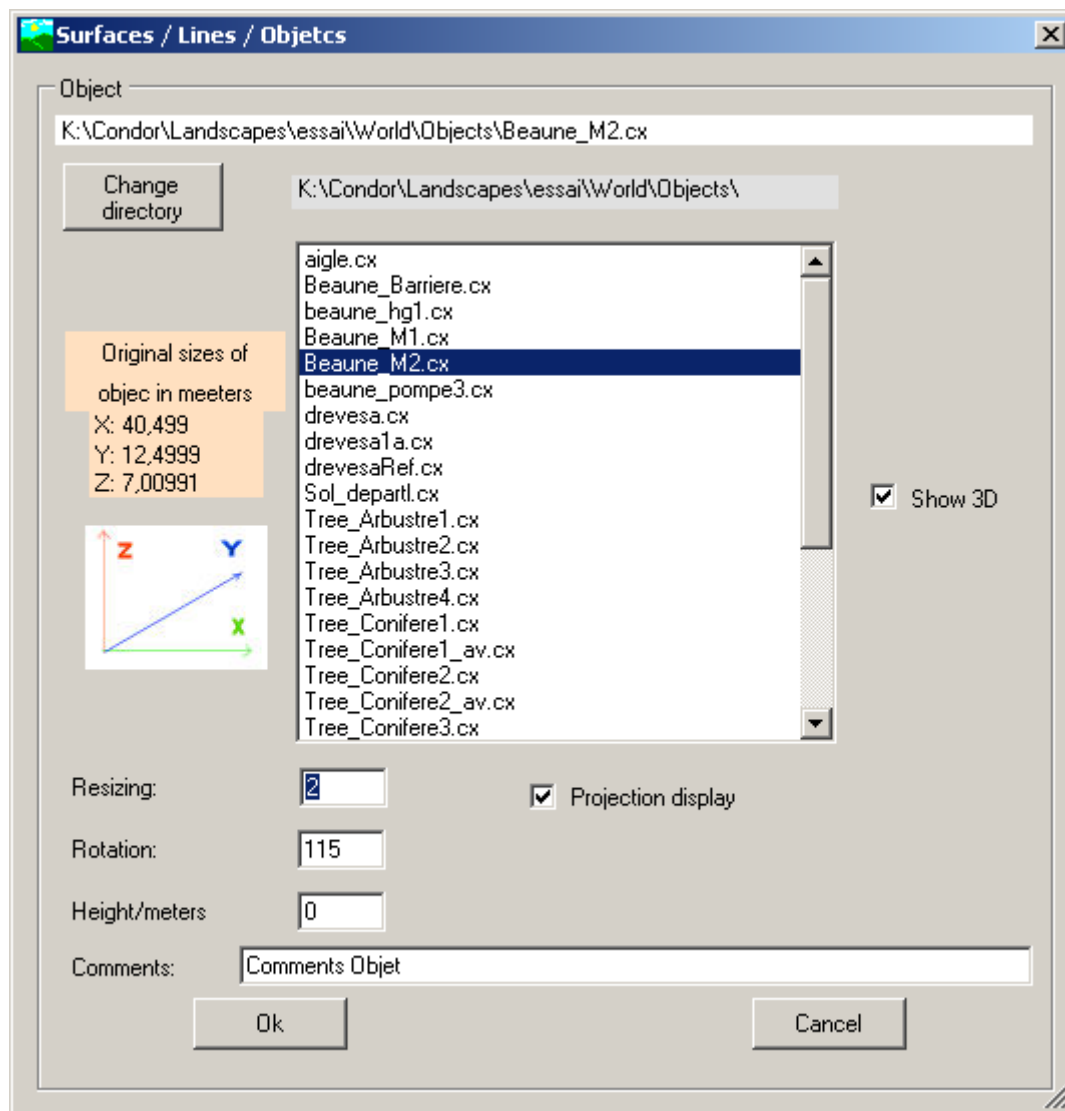 Surfaces / Lines / Objetcs
Object
K:\Condor\Landscapes\essai\World\Objects\Beaune_M2.cx
Change
directory
K:\Condor\Landscapes\essai\World\Objects\
aigle.cx
Beaune_Barriere.cx
beaune_hg1.cx
Beaune_M1.cx
Beaune_M2.cx
beaune_pompe3.cx
drevesa.cx
drevesa1a.cx
drevesaRef.cx
Sol_departl.cx
Tree_Arbustre1.cx
Tree_Arbustre2.cx
Tree_Arbustre3.cx
Tree_Arbustre4.cx
Tree_Conifere1.cx
Tree_Conifere1_av.cx
Tree_Conifere2.cx
Tree_Conifere2_av.cx
Tree_Conifere3.cx
Original sizes of
objec in meeters
X: 40,499
Y: 12,4999
Z: 7,00991
Z Y
X
Show 3D
Resizing: 2
Projection display
Rotation: 115
Height/meters 0
Comments: Comments Objet
Ok Cancel